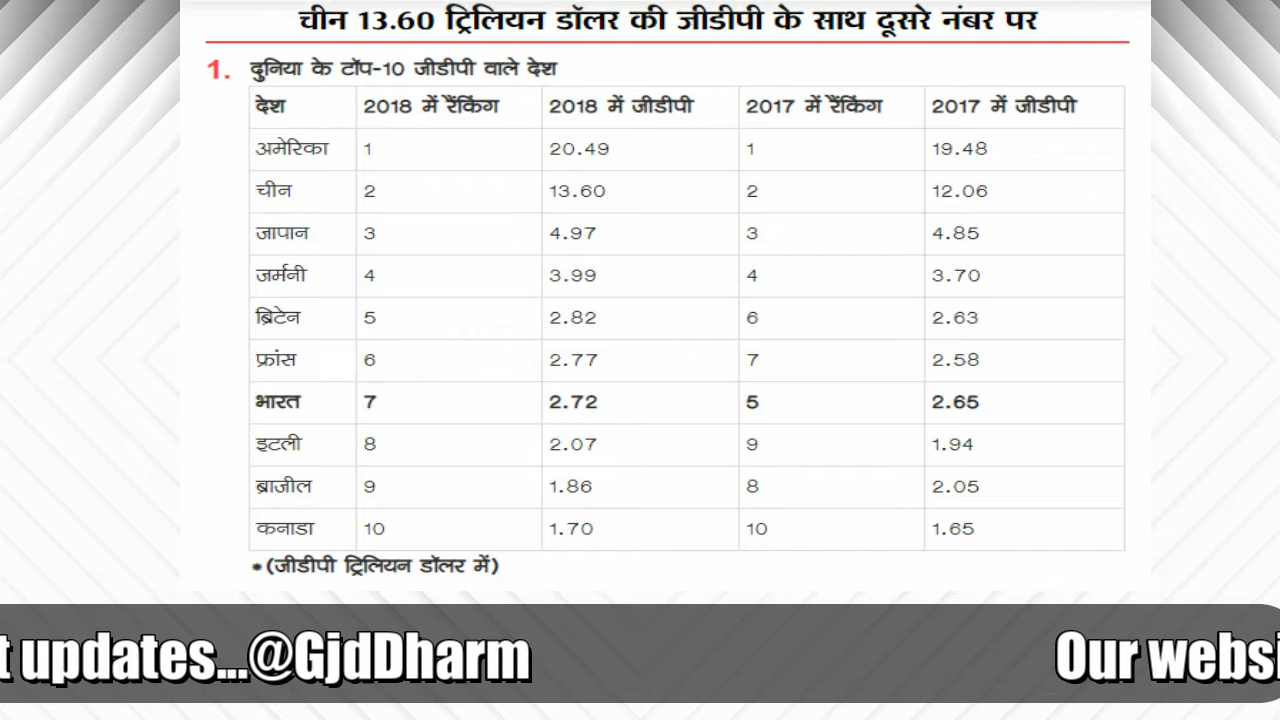 चीन 13.60 ट्रिलियन डॉलर की जीडीपी के साथ दूसरे नंबर पर
1. दुनिया के टॉप-10 जीडीपी वाले देश
देश 2018 में रैंकिंग 2018 में जीडीपी 2017 में रैंकिंग 2017 में जीडीपी
अमेरिका 1 20.49 1 19.48
चीन 2 13.60 2 12.06
जापान 3 4.97 3 4.85
जर्मनी 4 3.99 4 3.70
ब्रिटेन 5 2.82 6 2.63
फ्रांस 6 2.77 7 2.58
भारत 7 2.72 5 2.65
इटली 8 2.07 9 1.94
ब्राजील 9 1.86 8 2.05
कनाडा 10 1.70 10 1.65
*(जीडीपी ट्रिलियन डॉलर में)
t updates...@GjdDharm Our websi